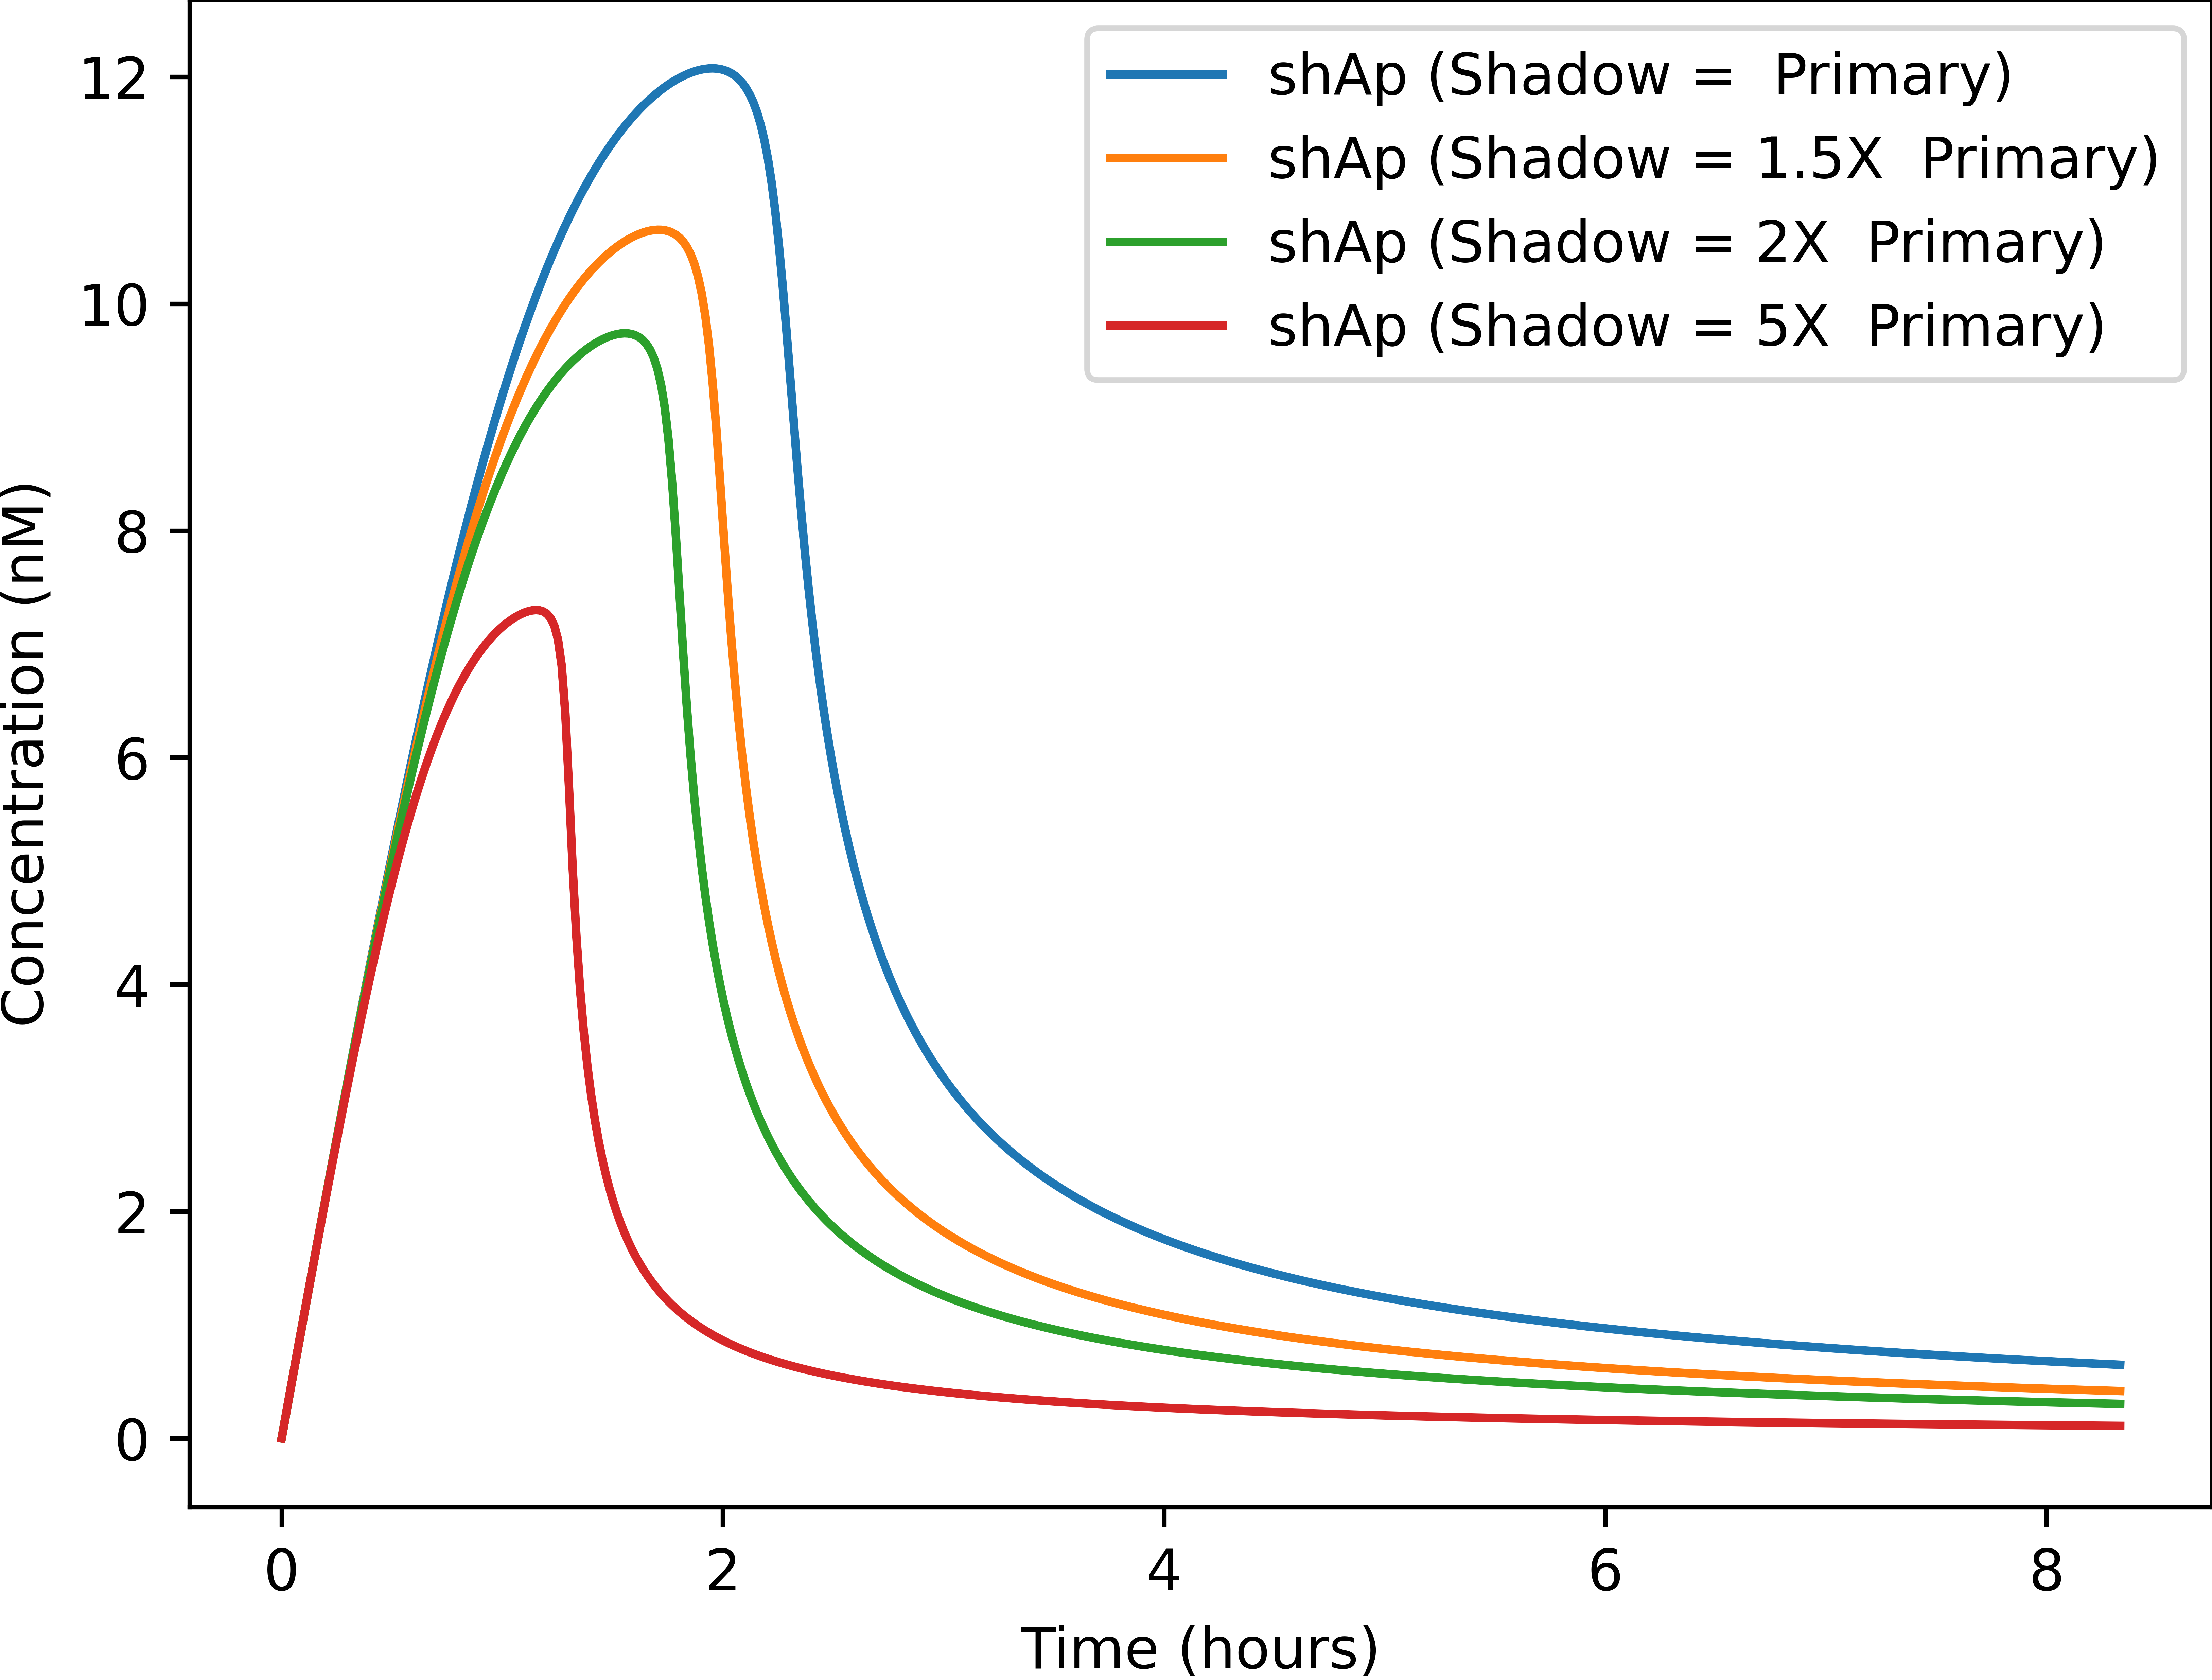 12
10
8
6
4
2
0
Concentration (nM)
shAp (Shadow =  Primary)
shAp (Shadow = 1.5X  Primary)
shAp (Shadow = 2X  Primary)
shAp (Shadow = 5X  Primary)
0 2 4 6 8
Time (hours)